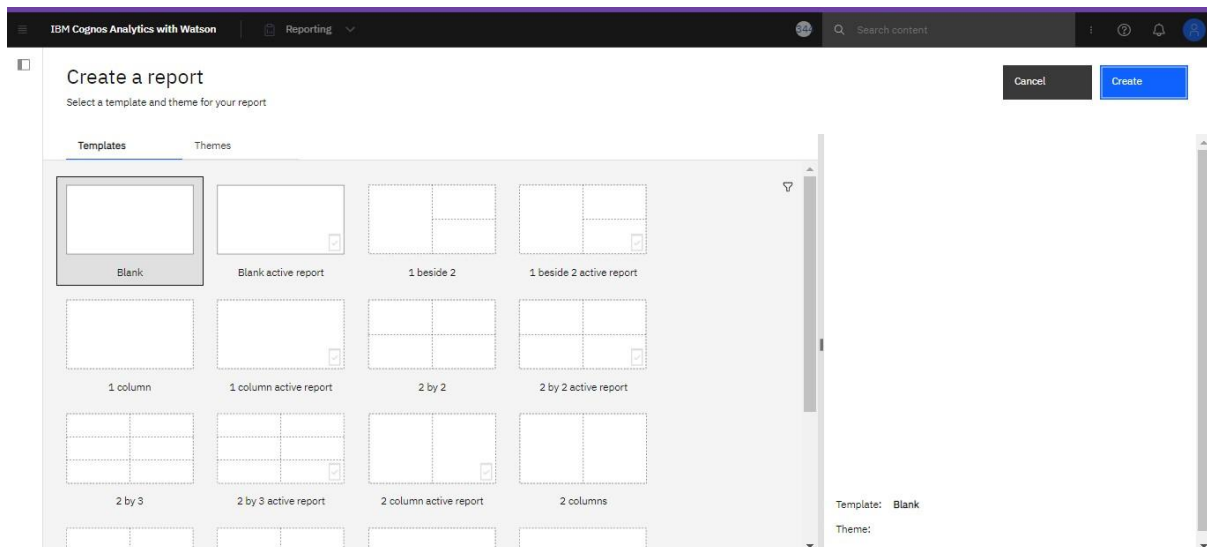 IBM Cognos Analytics with Watson
Reporting
Search content
Create a report
Select a template and theme for your report
Cancel
Create
Templates
Themes
Blank
Blank active report
1 beside 2
1 beside 2 active report
1 column
1 column active report
2 by 2
2 by 2 active report
2 by 3
2 by 3 active report
2 column active report
2 columns
Template: Blank
Theme: